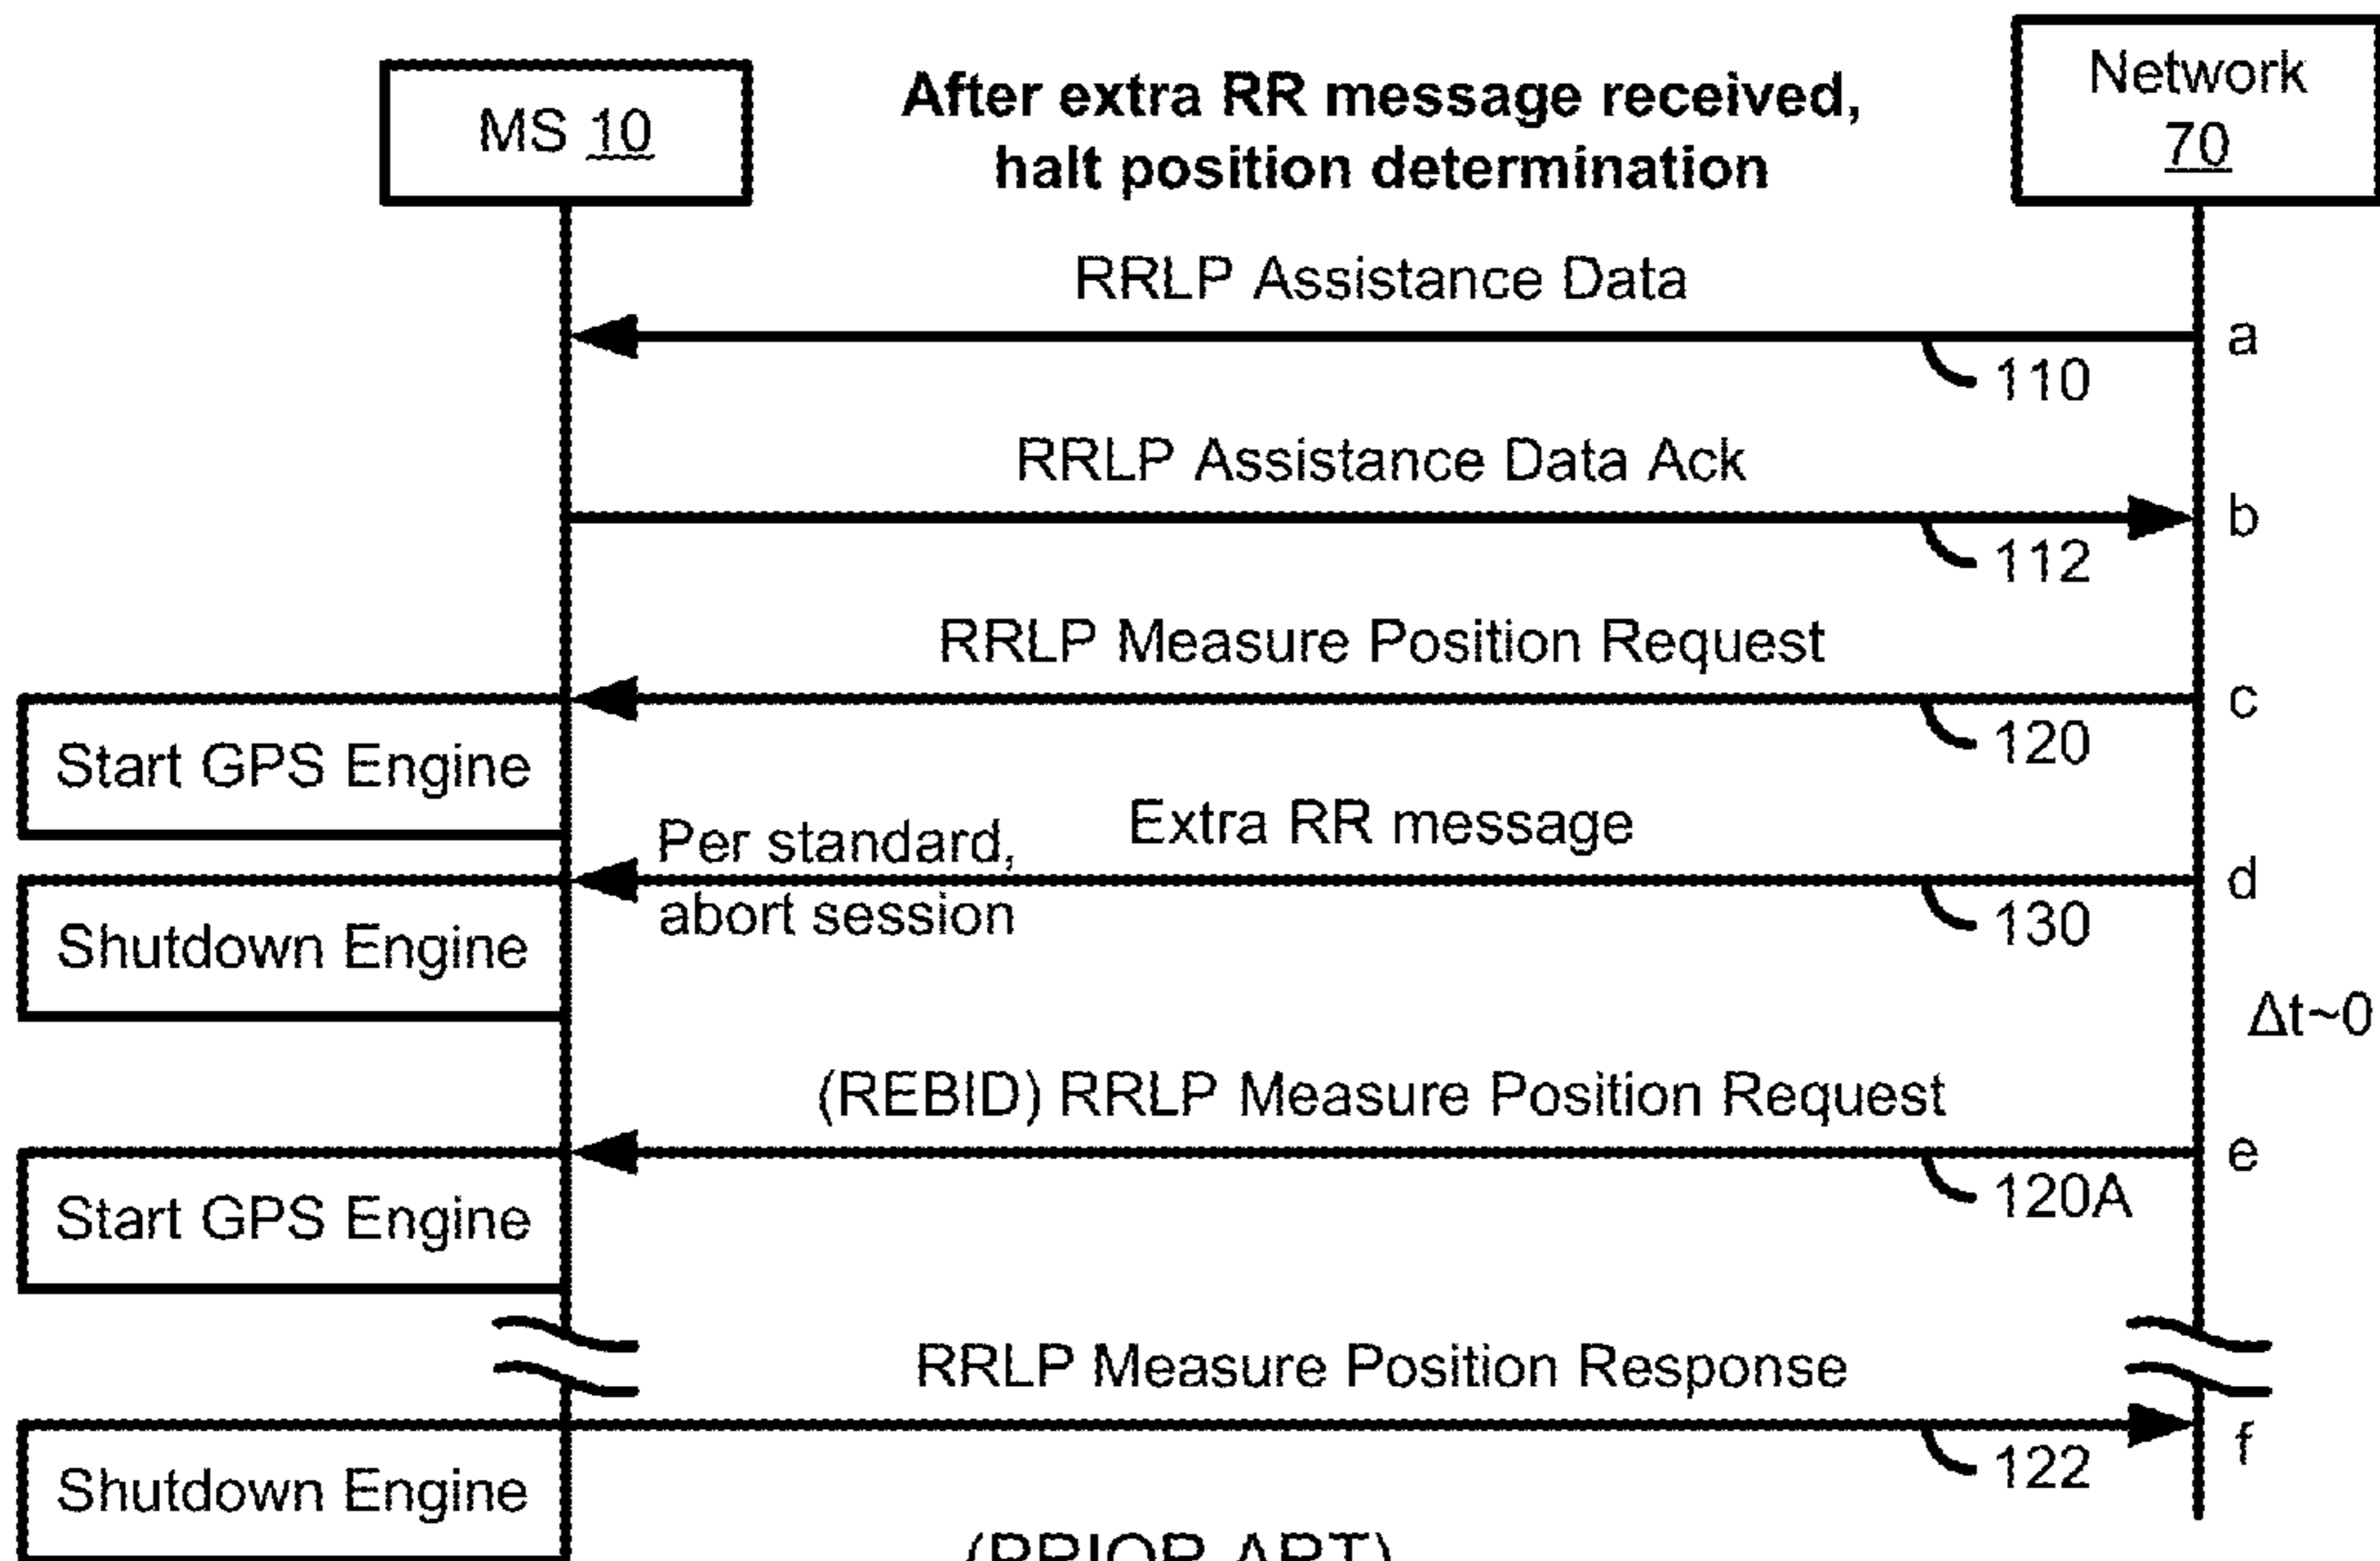 MS 10
After extra RR message received,
halt position determination
Network
70
RRLP Assistance Data
a
110
RRLP Assistance Data Ack
b
112
RRLP Measure Position Request
c
120
Start GPS Engine
Per standard,
abort session
Extra RR message
d
130
Shutdown Engine
Δt~0
(REBID) RRLP Measure Position Request
e
120A
Start GPS Engine
RRLP Measure Position Response
f
122
Shutdown Engine
(PRIOR ART)